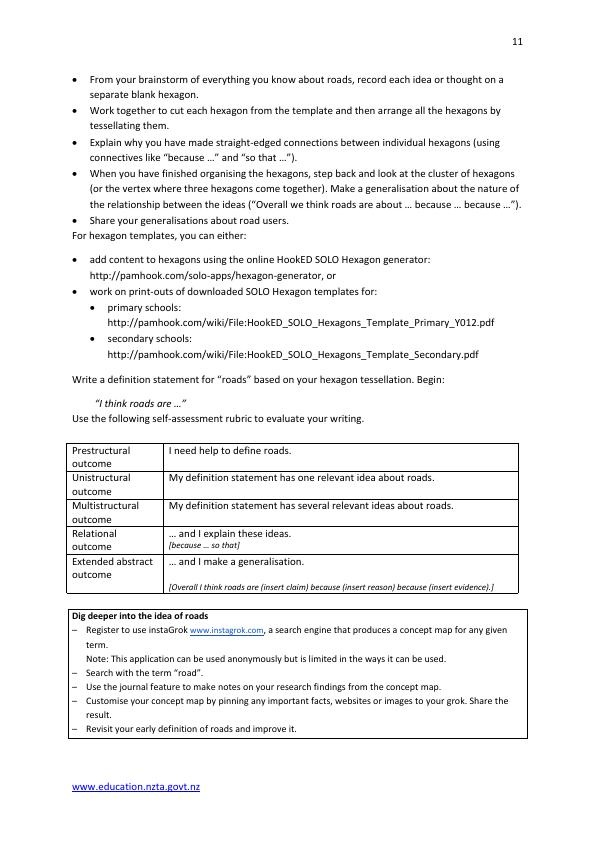 11
• From your brainstorm of everything you know about roads, record each idea or thought on a
separate blank hexagon.
• Work together to cut each hexagon from the template and then arrange all the hexagons by
tessellating them.
• Explain why you have made straight-edged connections between individual hexagons (using
connectives like “because …” and “so that …”).
• When you have finished organising the hexagons, step back and look at the cluster of hexagons
(or the vertex where three hexagons come together). Make a generalisation about the nature of
the relationship between the ideas (“Overall we think roads are about … because … because …”).
• Share your generalisations about road users.
For hexagon templates, you can either:
• add content to hexagons using the online HookED SOLO Hexagon generator:
http://pamhook.com/solo-apps/hexagon-generator, or
• work on print-outs of downloaded SOLO Hexagon templates for:
• primary schools:
http://pamhook.com/wiki/File:HookED_SOLO_Hexagons_Template_Primary_Y012.pdf
• secondary schools:
http://pamhook.com/wiki/File:HookED_SOLO_Hexagons_Template_Secondary.pdf
Write a definition statement for “roads” based on your hexagon tessellation. Begin:
“I think roads are …”
Use the following self-assessment rubric to evaluate your writing.
Prestructural
outcome
I need help to define roads.
Unistructural
outcome
My definition statement has one relevant idea about roads.
Multistructural
outcome
My definition statement has several relevant ideas about roads.
Relational
outcome
… and I explain these ideas.
[because … so that]
Extended abstract
outcome
… and I make a generalisation.
[Overall I think roads are (insert claim) because (insert reason) because (insert evidence).]
Dig deeper into the idea of roads
– Register to use instaGrok www.instagrok.com, a search engine that produces a concept map for any given
term.
Note: This application can be used anonymously but is limited in the ways it can be used.
– Search with the term “road”.
– Use the journal feature to make notes on your research findings from the concept map.
– Customise your concept map by pinning any important facts, websites or images to your grok. Share the
result.
– Revisit your early definition of roads and improve it.
www.education.nzta.govt.nz